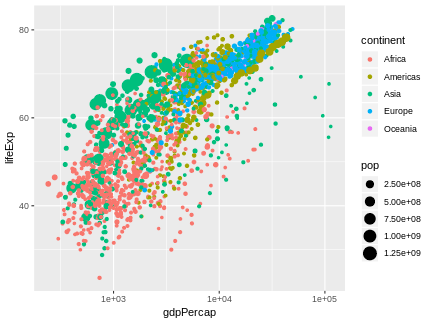 80
60
40
lifeExp
1e+03
1e+04
1e+05
gdpPercap
continent
Africa
Americas
Asia
Europe
Oceania
pop
2.50e+08
5.00e+08
7.50e+08
1.00e+09
1.25e+09